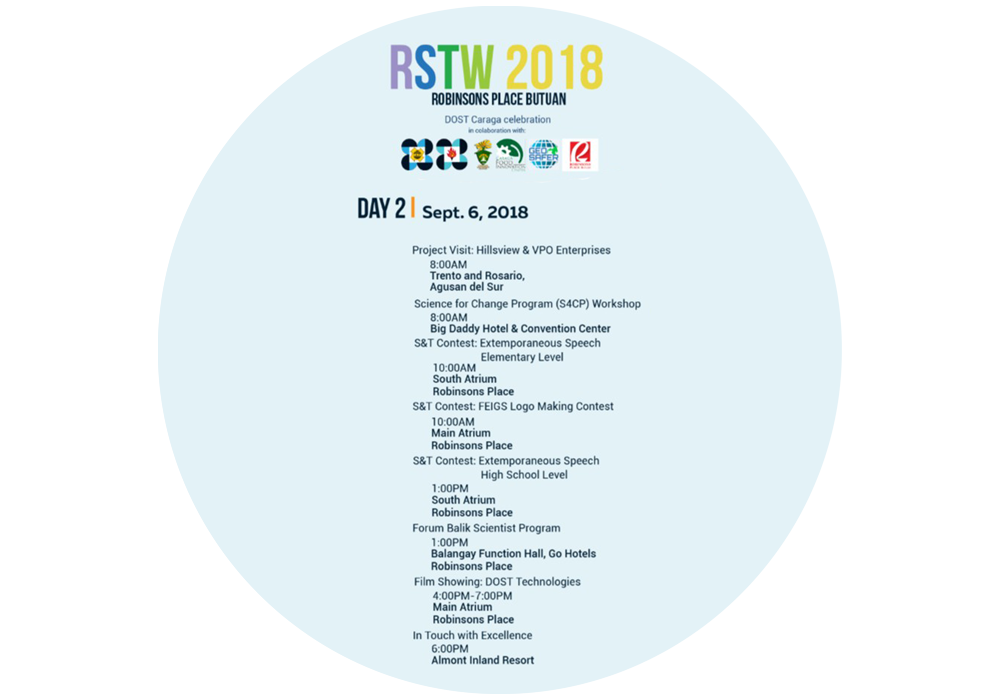 RSTW 2018
ROBINSONS PLACE BUTUAN
DOST Caraga celebration
in colaboration with:
GEO
SAFER
DAY 2 | Sept. 6, 2018
Project Visit: Hillsview & VPO Enterprises
8:00AM
Trento and Rosario,
Agusan del Sur
Science for Change Program (S4CP) Workshop
8:00AM
Big Daddy Hotel & Convention Center
S&T Contest: Extemporaneous Speech
Elementary Level
10:00AM
South Atrium
Robinsons Place
S&T Contest: FEIGS Logo Making Contest
10:00AM
Main Atrium
Robinsons Place
S&T Contest: Extemporaneous Speech
High School Level
1:00PM
South Atrium
Robinsons Place
Forum Balik Scientist Program
1:00PM
Balangay Function Hall, Go Hotels
Robinsons Place
Film Showing: DOST Technologies
4:00PM-7:00PM
Main Atrium
Robinsons Place
In Touch with Excellence
6:00PM
Almont Inland Resort